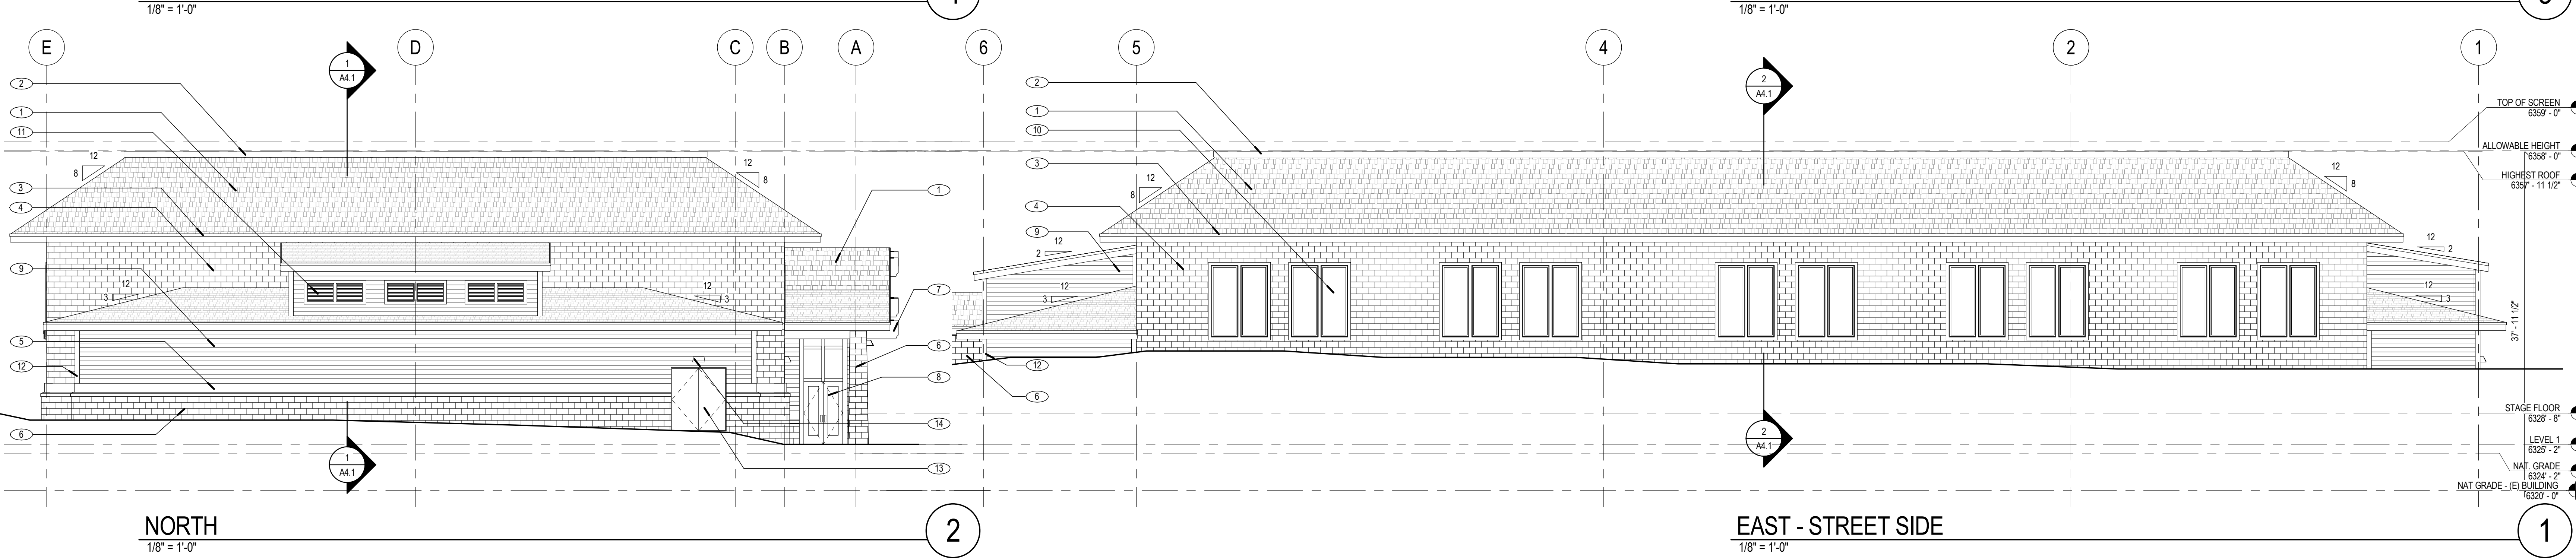 1/8" = 1'-0"
1/8" = 1'-0"
E
D
C
B
A
6
5
4
2
1
1
A4.1
2
A4.1
2
1
11
3
4
9
5
12
6
12
8
12
8
12
3
12
3
1
7
6
8
14
13
2
1
10
3
4
9
12
6
12
8
12
2
12
3
12
8
12
2
12
3
TOP OF SCREEN
6359' - 0"
ALLOWABLE HEIGHT
6358' - 0"
HIGHEST ROOF
6357' - 11 1/2"
37' - 11 1/2"
STAGE FLOOR
6328' - 8"
LEVEL 1
6325' - 2"
NAT. GRADE
6324' - 2"
NAT GRADE - (E) BUILDING
6320' - 0"
1
A4.1
2
A4.1
NORTH
1/8" = 1'-0"
2
EAST - STREET SIDE
1/8" = 1'-0"
1